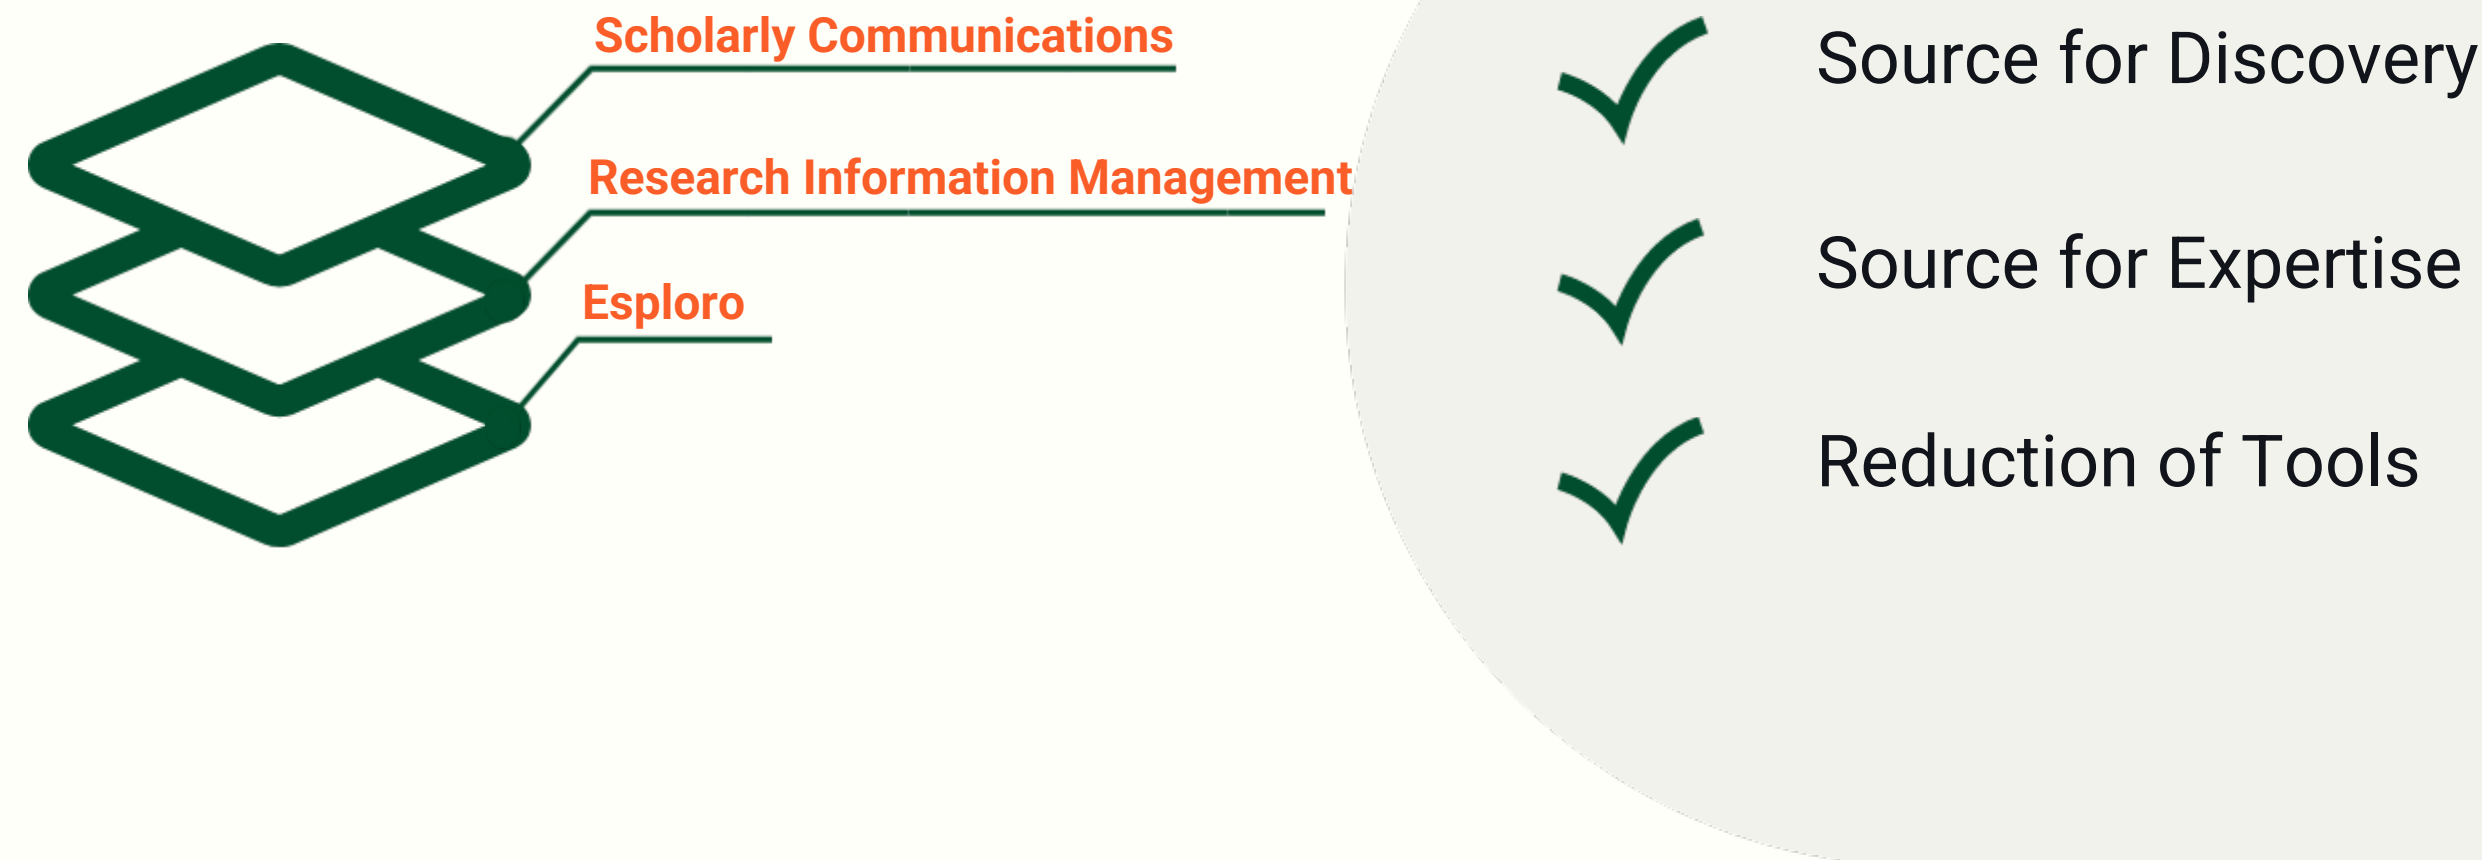 Scholarly Communications
Research Information Management
Esploro
Source for Discovery
Source for Expertise
Reduction of Tools